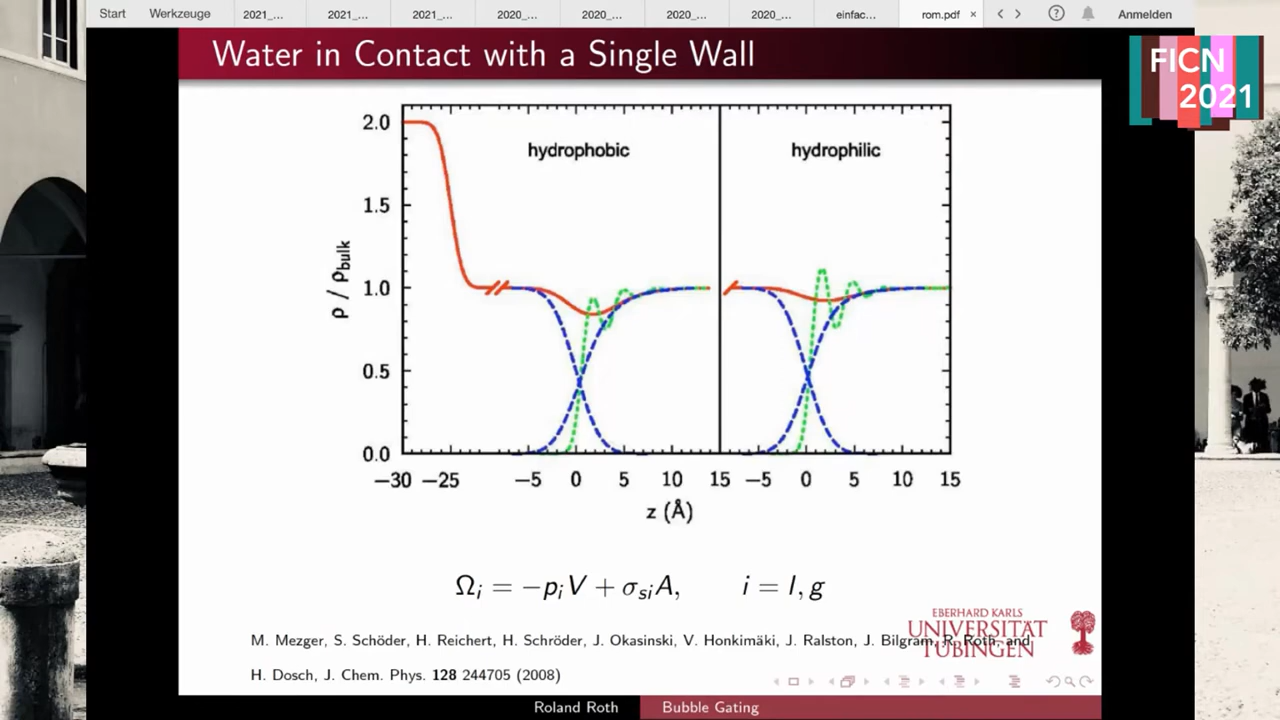 Start Werkzeuge 2021_... 2021_... 2021_... 2020_... 2020_... 2020_... 2020_... einfac... rom.pdf × ? Anmelden
Water in Contact with a Single Wall
FICN
2021
hydrophobic
hydrophilic
2.0
1.5
1.0
0.5
0.0
ρ / ρbulk
−30 −25 −5 0 5 10 15 −5 0 5 10 15
z (Å)
Ωi = −piV + σsiA, i = l, g
EBERHARD KARLS
UNIVERSITÄT
TÜBINGEN
M. Mezger, S. Schöder, H. Reichert, H. Schröder, J. Okasinski, V. Honkimäki, J. Ralston, J. Bilgram, R. Roth, and
H. Dosch, J. Chem. Phys. 128 244705 (2008)
Roland Roth Bubble Gating